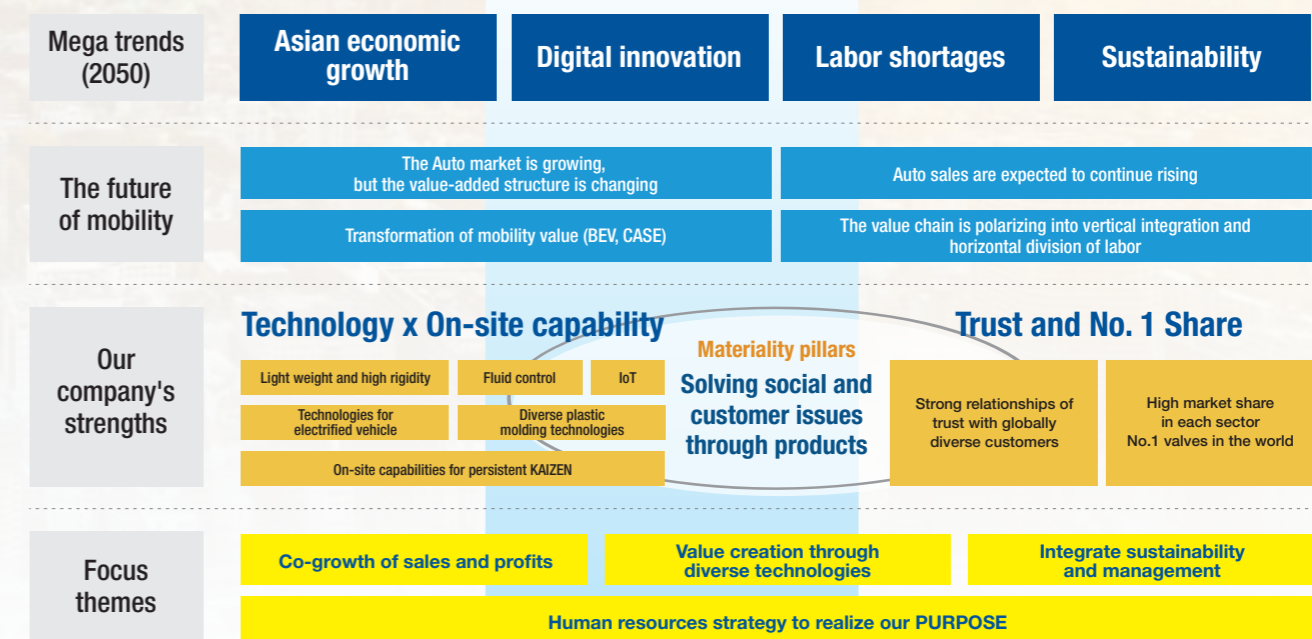 Mega trends
(2050)
Asian economic
growth
Digital innovation
Labor shortages
Sustainability
The future
of mobility
The Auto market is growing,
but the value-added structure is changing
Auto sales are expected to continue rising
Transformation of mobility value (BEV, CASE)
The value chain is polarizing into vertical integration and
horizontal division of labor
Our
company's
strengths
Technology x On-site capability
Light weight and high rigidity
Fluid control
IoT
Technologies for
electrified vehicle
Diverse plastic
molding technologies
On-site capabilities for persistent KAIZEN
Materiality pillars
Solving social and
customer issues
through products
Trust and No. 1 Share
Strong relationships of
trust with globally
diverse customers
High market share
in each sector
No.1 valves in the world
Focus
themes
Co-growth of sales and profits
Value creation through
diverse technologies
Integrate sustainability
and management
Human resources strategy to realize our PURPOSE